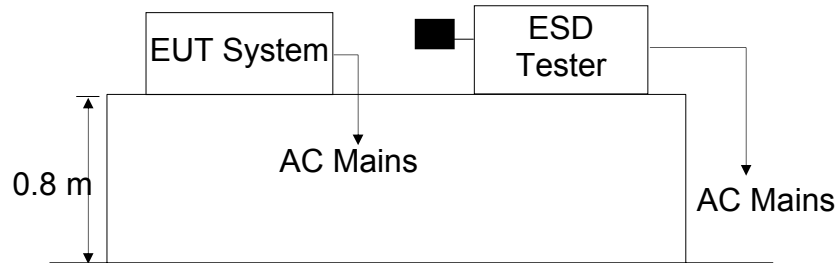 EUT System
ESD
Tester
AC Mains
0.8 m
AC Mains